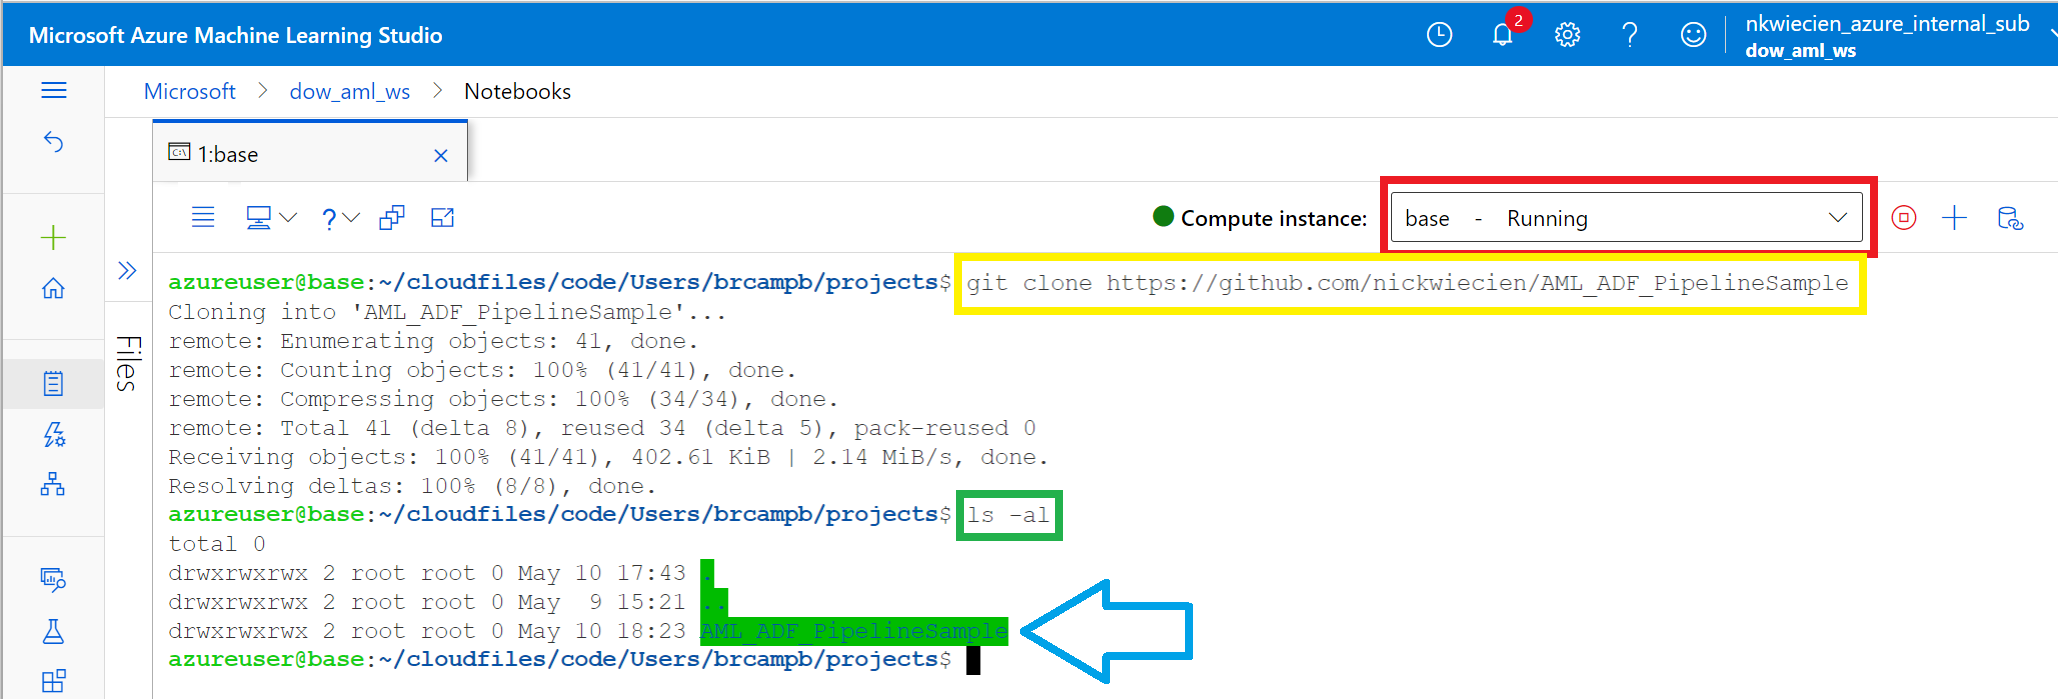 Microsoft Azure Machine Learning Studio
2
nkwiecien_azure_internal_sub
dow_aml_ws
Microsoft > dow_aml_ws > Notebooks
C:\ 1:base
Compute instance: base - Running
Files
azureuser@base:~/cloudfiles/code/Users/brcampb/projects$ git clone https://github.com/nickwiecien/AML_ADF_PipelineSample
Cloning into 'AML_ADF_PipelineSample'...
remote: Enumerating objects: 41, done.
remote: Counting objects: 100% (41/41), done.
remote: Compressing objects: 100% (34/34), done.
remote: Total 41 (delta 8), reused 34 (delta 5), pack-reused 0
Receiving objects: 100% (41/41), 402.61 KiB | 2.14 MiB/s, done.
Resolving deltas: 100% (8/8), done.
azureuser@base:~/cloudfiles/code/Users/brcampb/projects$ ls -al
total 0
drwxrwxrwx 2 root root 0 May 10 17:43 .
drwxrwxrwx 2 root root 0 May  9 15:21 ..
drwxrwxrwx 2 root root 0 May 10 18:23 AML_ADF_PipelineSample
azureuser@base:~/cloudfiles/code/Users/brcampb/projects$